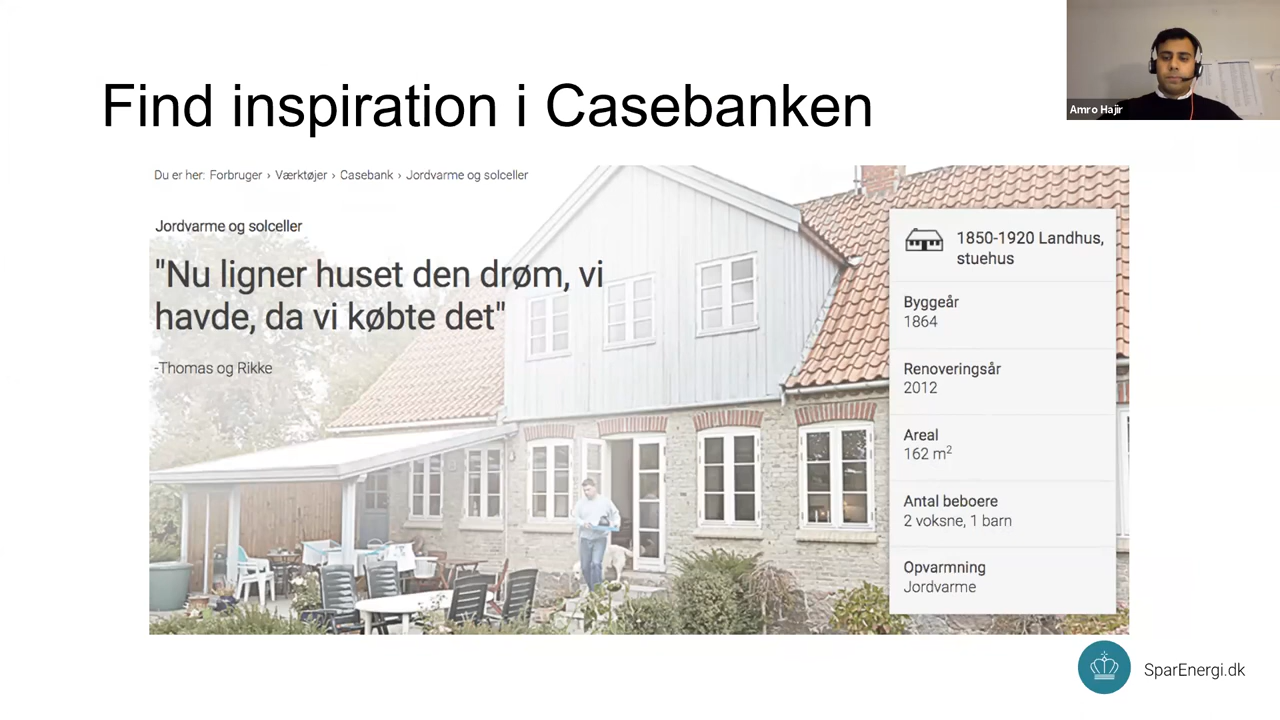 Find inspiration i Casebanken
Amro Hajir
Du er her: Forbruger › Værktøjer › Casebank › Jordvarme og solceller
Jordvarme og solceller
"Nu ligner huset den drøm, vi
havde, da vi købte det"
-Thomas og Rikke
1850-1920 Landhus,
stuehus
Byggeår
1864
Renoveringsår
2012
Areal
162 m²
Antal beboere
2 voksne, 1 barn
Opvarmning
Jordvarme
SparEnergi.dk